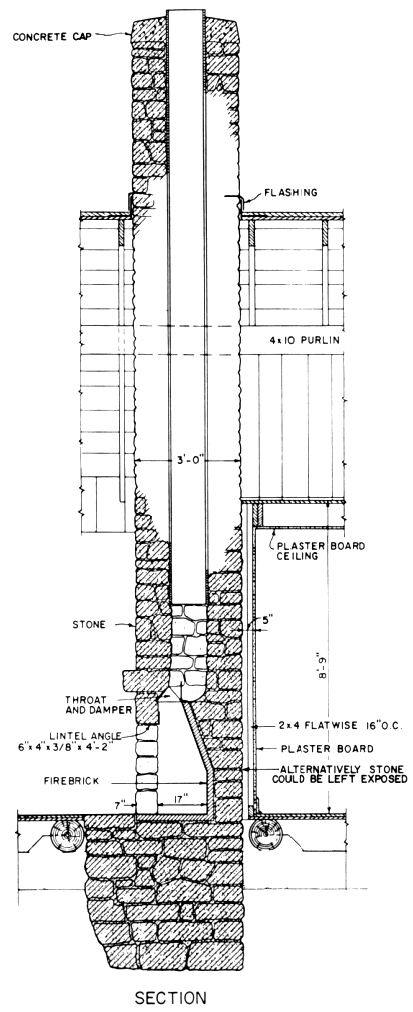 CONCRETE CAP
FLASHING
4x10 PURLIN
3'-0"
PLASTER BOARD
CEILING
STONE
5"
8'-9"
THROAT
AND DAMPER
LINTEL ANGLE
6"x4"x3/8"x4'-2"
2x4 FLATWISE 16"O.C.
PLASTER BOARD
ALTERNATIVELY STONE
COULD BE LEFT EXPOSED
FIREBRICK
7"
17"
SECTION